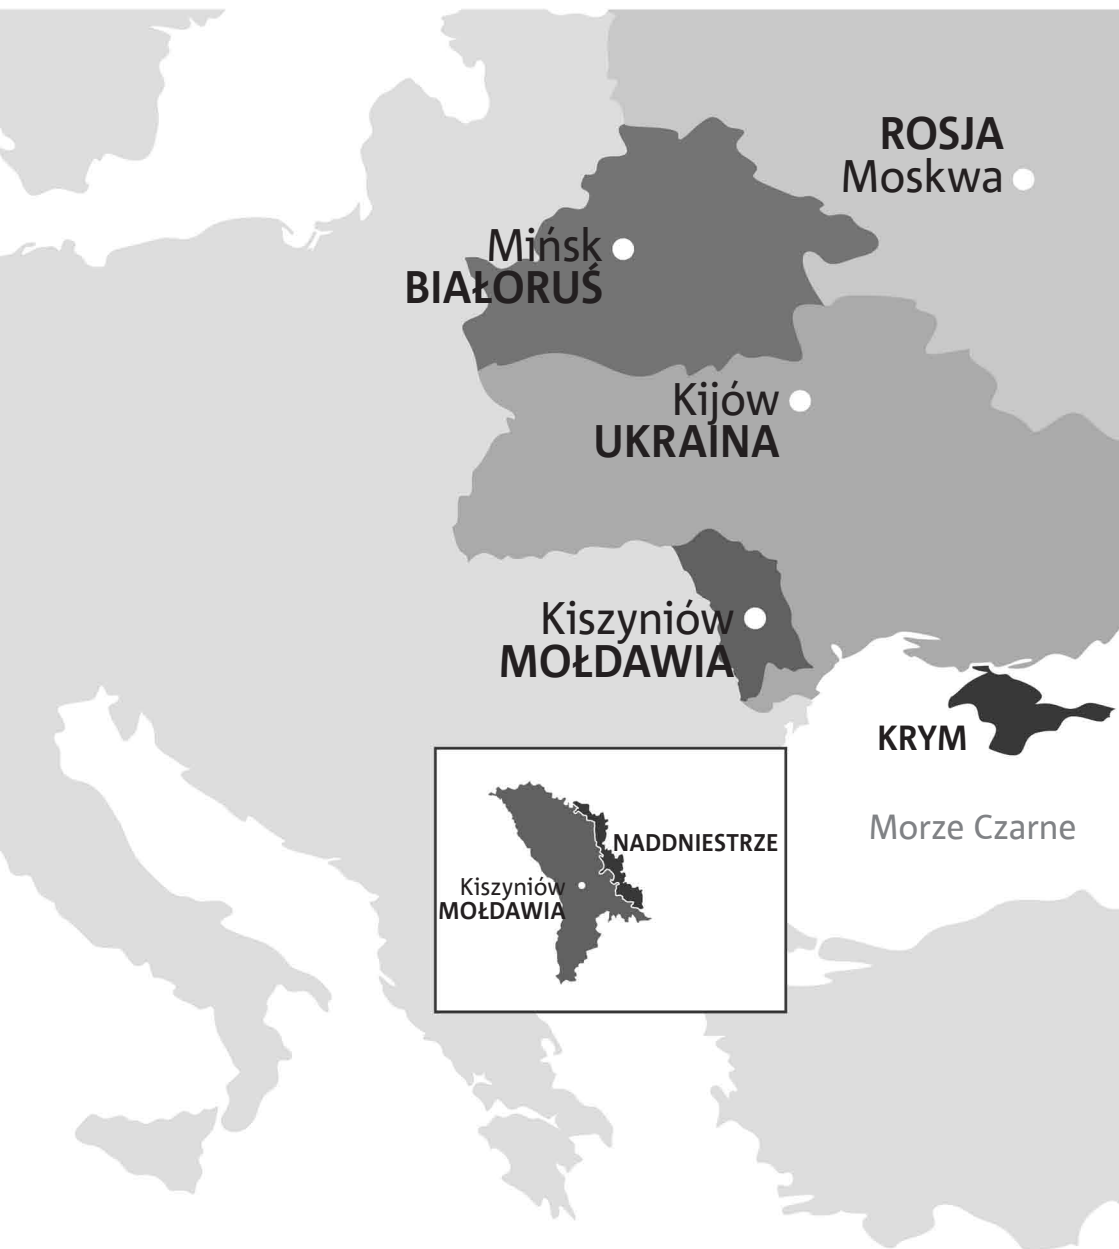 ROSJA
Moskwa
Mińsk
BIAŁORUŚ
Kijów
UKRAINA
Kiszyniów
MOŁDAWIA
KRYM
Morze Czarne
NADDNIESTRZE
Kiszyniów
MOŁDAWIA